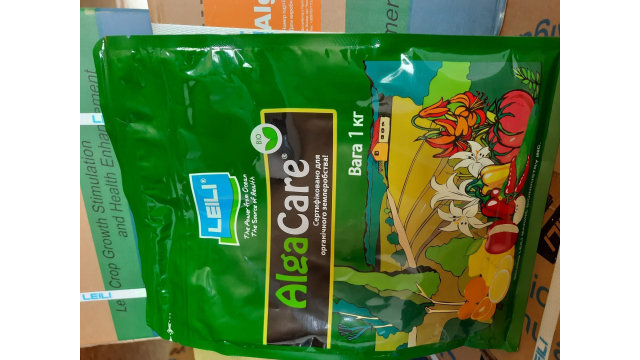 LEILI®
The Power from Ocean
The Source of Health
BIO
AlgaCare®
Сертифіковано для
органічного землеробства!
Вага 1 кг
Crop Growth Stimulation
and Health Enhancement
LEILI